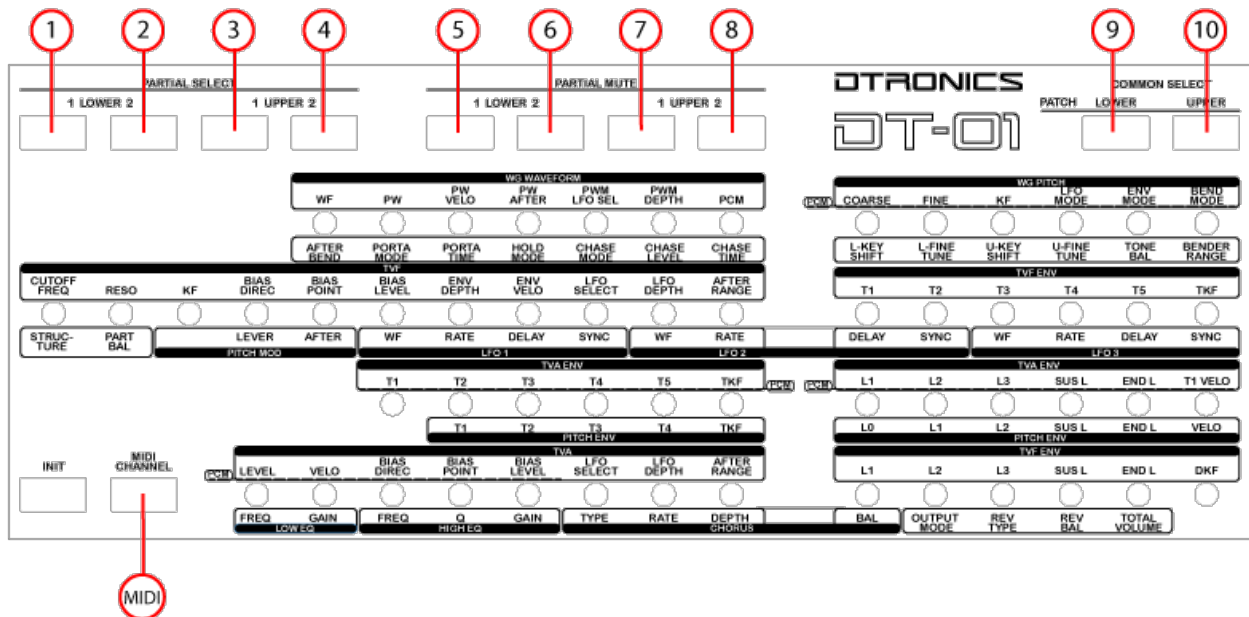 1 2 3 4 5 6 7 8 9 10
PARTIAL SELECT PARTIAL MUTE DTRONICS COMMON SELECT
1 LOWER 2 1 UPPER 2 1 LOWER 2 1 UPPER 2 PATCH LOWER UPPER
DT-01
WG WAVEFORM WG PITCH
WF PW PW VELO PW AFTER PWM LFO SEL PWM DEPTH PCM PCM COARSE FINE KF LFO MODE ENV MODE BEND MODE
AFTER BEND PORTA MODE PORTA TIME HOLD MODE CHASE MODE CHASE LEVEL CHASE TIME L-KEY SHIFT L-FINE TUNE U-KEY SHIFT U-FINE TUNE TONE BAL BENDER RANGE
TVF TVF ENV
CUTOFF FREQ RESO KF BIAS DIREC BIAS POINT BIAS LEVEL ENV DEPTH ENV VELO LFO SELECT LFO DEPTH AFTER RANGE T1 T2 T3 T4 T5 TKF
STRUC-TURE PART BAL LEVER AFTER WF RATE DELAY SYNC WF RATE DELAY SYNC WF RATE DELAY SYNC
PITCH MOD LFO 1 LFO 2 LFO 3
TVA ENV TVA ENV
T1 T2 T3 T4 T5 TKF PCM PCM L1 L2 L3 SUS L END L T1 VELO
T1 T2 T3 T4 TKF L0 L1 L2 SUS L END L VELO
PITCH ENV PITCH ENV
TVA TVF ENV
INIT MIDI CHANNEL PCM LEVEL VELO BIAS DIREC BIAS POINT BIAS LEVEL LFO SELECT LFO DEPTH AFTER RANGE L1 L2 L3 SUS L END L DKF
FREQ GAIN FREQ Q GAIN TYPE RATE DEPTH BAL OUTPUT MODE REV TYPE REV BAL TOTAL VOLUME
LOW EQ HIGH EQ CHORUS
MIDI